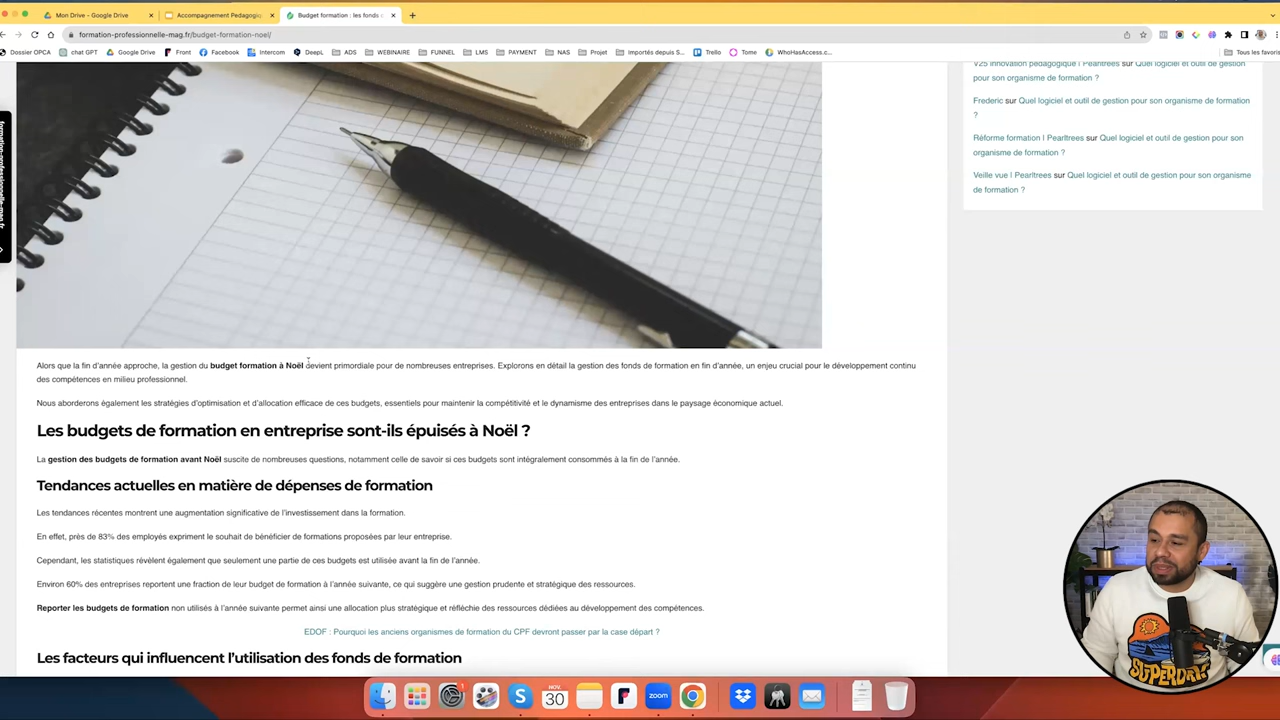 Mon Drive - Google Drive
Accompagnement Pedagogiq
Budget formation : les fonds
formation-professionnelle-mag.fr/budget-formation-noel/
Dossier OPCA chat GPT Google Drive Front Facebook Intercom DeepL ADS WEBINAIRE FUNNEL LMS PAYMENT NAS Projet Importés depuis S... Trello Tome WhoHasAccess.c... Tous les favoris
V25 innovation pédagogique | Pearltrees sur Quel logiciel et outil de gestion
pour son organisme de formation ?
Frederic sur Quel logiciel et outil de gestion pour son organisme de formation
?
Réforme formation | Pearltrees sur Quel logiciel et outil de gestion pour son
organisme de formation ?
Veille vue | Pearltrees sur Quel logiciel et outil de gestion pour son organisme
de formation ?
formation-professionnelle-mag.fr
Alors que la fin d'année approche, la gestion du budget formation à Noël devient primordiale pour de nombreuses entreprises. Explorons en détail la gestion des fonds de formation en fin d'année, un enjeu crucial pour le développement continu
des compétences en milieu professionnel.
Nous aborderons également les stratégies d'optimisation et d'allocation efficace de ces budgets, essentiels pour maintenir la compétitivité et le dynamisme des entreprises dans le paysage économique actuel.
Les budgets de formation en entreprise sont-ils épuisés à Noël ?
La gestion des budgets de formation avant Noël suscite de nombreuses questions, notamment celle de savoir si ces budgets sont intégralement consommés à la fin de l'année.
Tendances actuelles en matière de dépenses de formation
Les tendances récentes montrent une augmentation significative de l'investissement dans la formation.
En effet, près de 83% des employés expriment le souhait de bénéficier de formations proposées par leur entreprise.
Cependant, les statistiques révèlent également que seulement une partie de ces budgets est utilisée avant la fin de l'année.
Environ 60% des entreprises reportent une fraction de leur budget de formation à l'année suivante, ce qui suggère une gestion prudente et stratégique des ressources.
Reporter les budgets de formation non utilisés à l'année suivante permet ainsi une allocation plus stratégique et réfléchie des ressources dédiées au développement des compétences.
EDOF : Pourquoi les anciens organismes de formation du CPF devront passer par la case départ ?
Les facteurs qui influencent l'utilisation des fonds de formation
SUPERDAY
NOV.
30
zoom